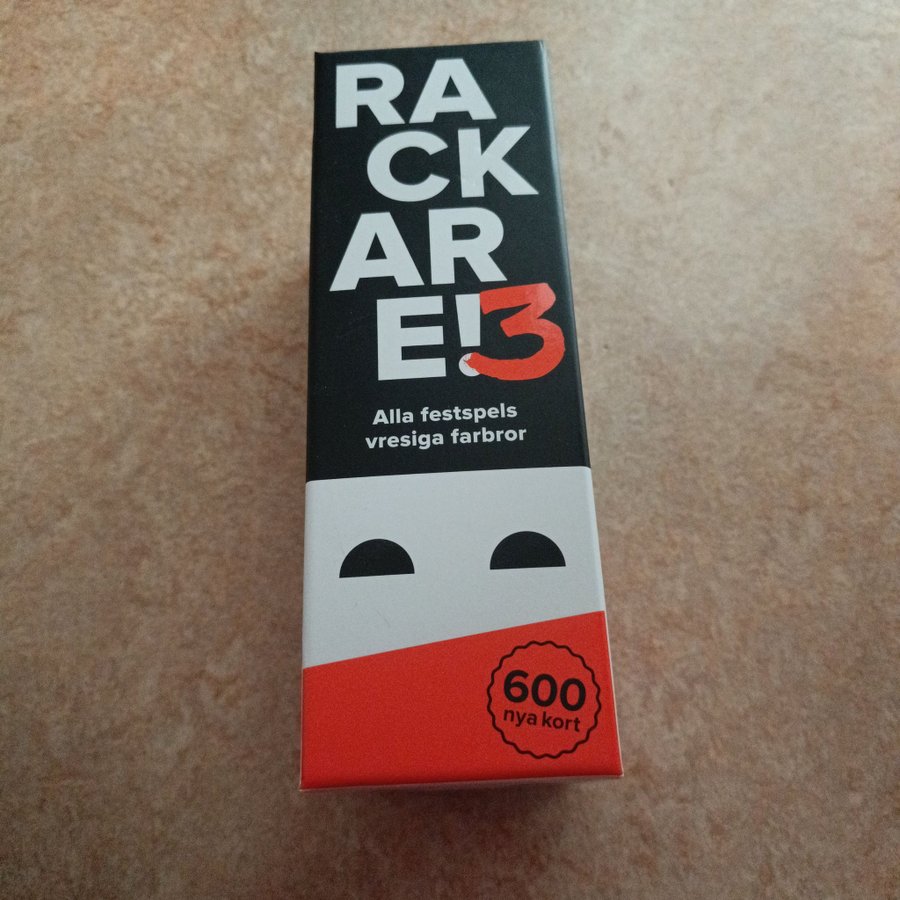 RA
CK
AR
E!3
Alla festspels
vresiga farbror
600
nya kort